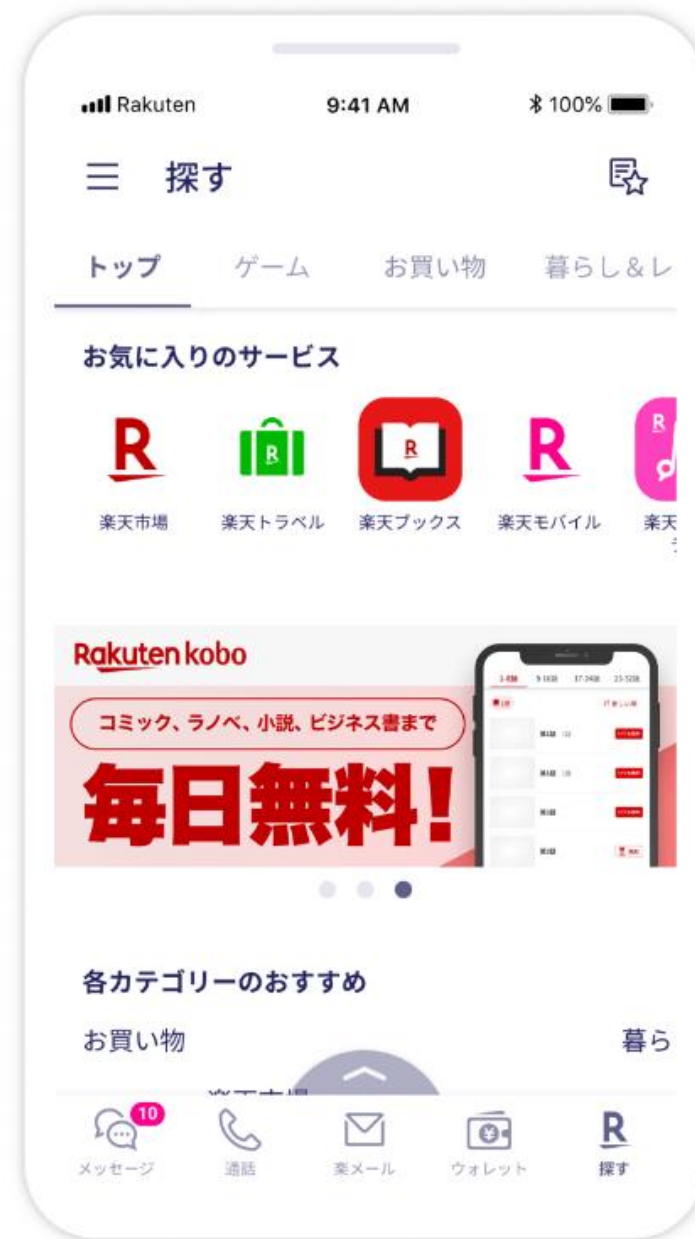 Rakuten 9:41 AM 100%
探す
トップ ゲーム お買い物 暮らし&レ
お気に入りのサービス
R R R R R
楽天市場 楽天トラベル 楽天ブックス 楽天モバイル 楽天
Rakuten kobo
コミック、ラノベ、小説、ビジネス書まで
毎日無料!
各カテゴリーのおすすめ
お買い物 暮ら
楽天市場
10
R
メッセージ 通話 楽メール ウォレット 探す